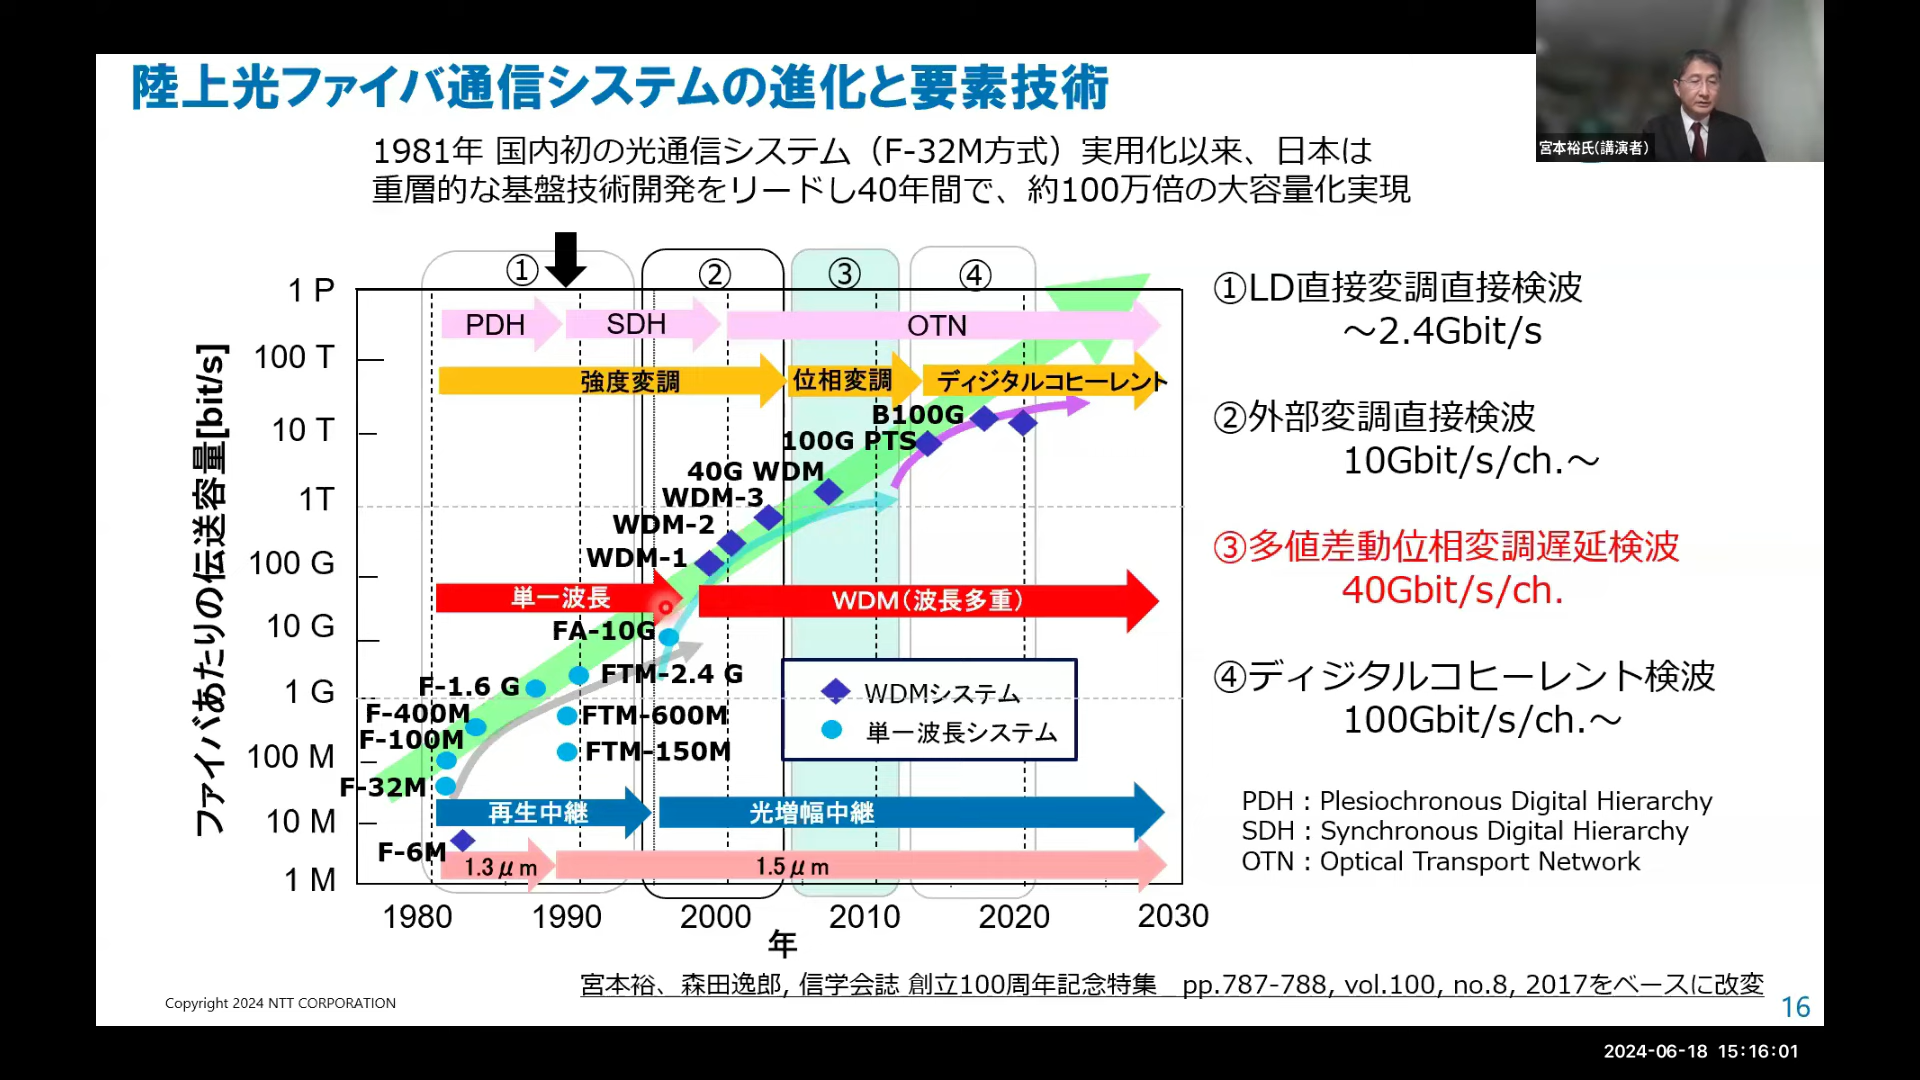 陸上光ファイバ通信システムの進化と要素技術
宮本裕氏(講演者)
1981年 国内初の光通信システム（F-32M方式）実用化以来、日本は
重層的な基盤技術開発をリードし40年間で、約100万倍の大容量化実現
① ② ③ ④
ファイバあたりの伝送容量[bit/s]
1 P
100 T
10 T
1T
100 G
10 G
1 G
100 M
10 M
1 M
PDH SDH OTN
強度変調 位相変調 ディジタルコヒーレント
B100G
100G PTS
40G WDM
WDM-3
WDM-2
WDM-1
単一波長 WDM（波長多重）
FA-10G
FTM-2.4 G
F-1.6 G
F-400M
FTM-600M
F-100M
FTM-150M
F-32M
WDMシステム
単一波長システム
再生中継 光増幅中継
F-6M
1.3μm 1.5μm
1980 1990 2000 2010 2020 2030
年
①LD直接変調直接検波
～2.4Gbit/s
②外部変調直接検波
10Gbit/s/ch.～
③多値差動位相変調遅延検波
40Gbit/s/ch.
④ディジタルコヒーレント検波
100Gbit/s/ch.～
PDH : Plesiochronous Digital Hierarchy
SDH : Synchronous Digital Hierarchy
OTN : Optical Transport Network
宮本裕、森田逸郎, 信学会誌 創立100周年記念特集　pp.787-788, vol.100, no.8, 2017をベースに改変
Copyright 2024 NTT CORPORATION
16
2024-06-18 15:16:01